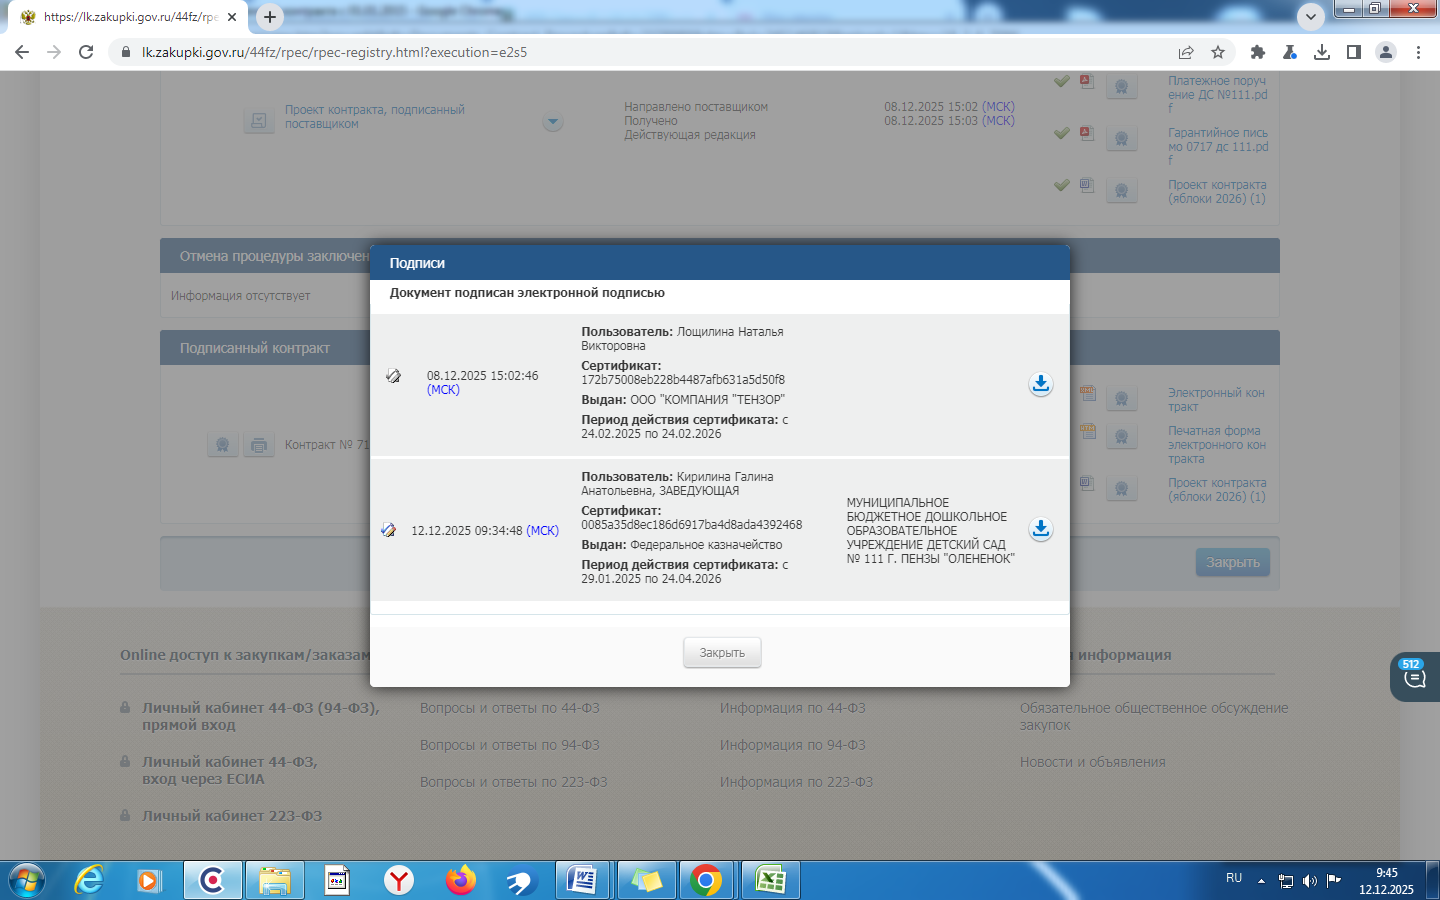 https://lk.zakupki.gov.ru/44fz/rpe
lk.zakupki.gov.ru/44fz/rpec/rpec-registry.html?execution=e2s5
Проект контракта, подписанный
поставщиком
Направлено поставщиком
Получено
Действующая редакция
08.12.2025 15:02 (МСК)
08.12.2025 15:03 (МСК)
Платежное поруч
ение ДС №111.pd
f
Гарантийное пись
мо 0717 дс 111.pd
f
Проект контракта
(яблоки 2026) (1)
Отмена процедуры заключен
Информация отсутствует
Подписанный контракт
Контракт № 71
Электронный кон
тракт
Печатная форма
электронного кон
тракта
Проект контракта
(яблоки 2026) (1)
Закрыть
Подписи
Документ подписан электронной подписью
08.12.2025 15:02:46
(МСК)
Пользователь: Лощилина Наталья
Викторовна
Сертификат:
172b75008eb228b4487afb631a5d50f8
Выдан: ООО "КОМПАНИЯ "ТЕНЗОР"
Период действия сертификата: с
24.02.2025 по 24.02.2026
12.12.2025 09:34:48 (МСК)
Пользователь: Кирилина Галина
Анатольевна, ЗАВЕДУЮЩАЯ
Сертификат:
0085a35d8ec186d6917ba4d8ada4392468
Выдан: Федеральное казначейство
Период действия сертификата: с
29.01.2025 по 24.04.2026
МУНИЦИПАЛЬНОЕ
БЮДЖЕТНОЕ ДОШКОЛЬНОЕ
ОБРАЗОВАТЕЛЬНОЕ
УЧРЕЖДЕНИЕ ДЕТСКИЙ САД
№ 111 Г. ПЕНЗЫ "ОЛЕНЕНОК"
Закрыть
Online доступ к закупкам/заказам
я информация
512
Личный кабинет 44-ФЗ (94-ФЗ),
прямой вход
Личный кабинет 44-ФЗ,
вход через ЕСИА
Личный кабинет 223-ФЗ
Вопросы и ответы по 44-ФЗ
Вопросы и ответы по 94-ФЗ
Вопросы и ответы по 223-ФЗ
Информация по 44-ФЗ
Информация по 94-ФЗ
Информация по 223-ФЗ
Обязательное общественное обсуждение
закупок
Новости и объявления
RU
9:45
12.12.2025